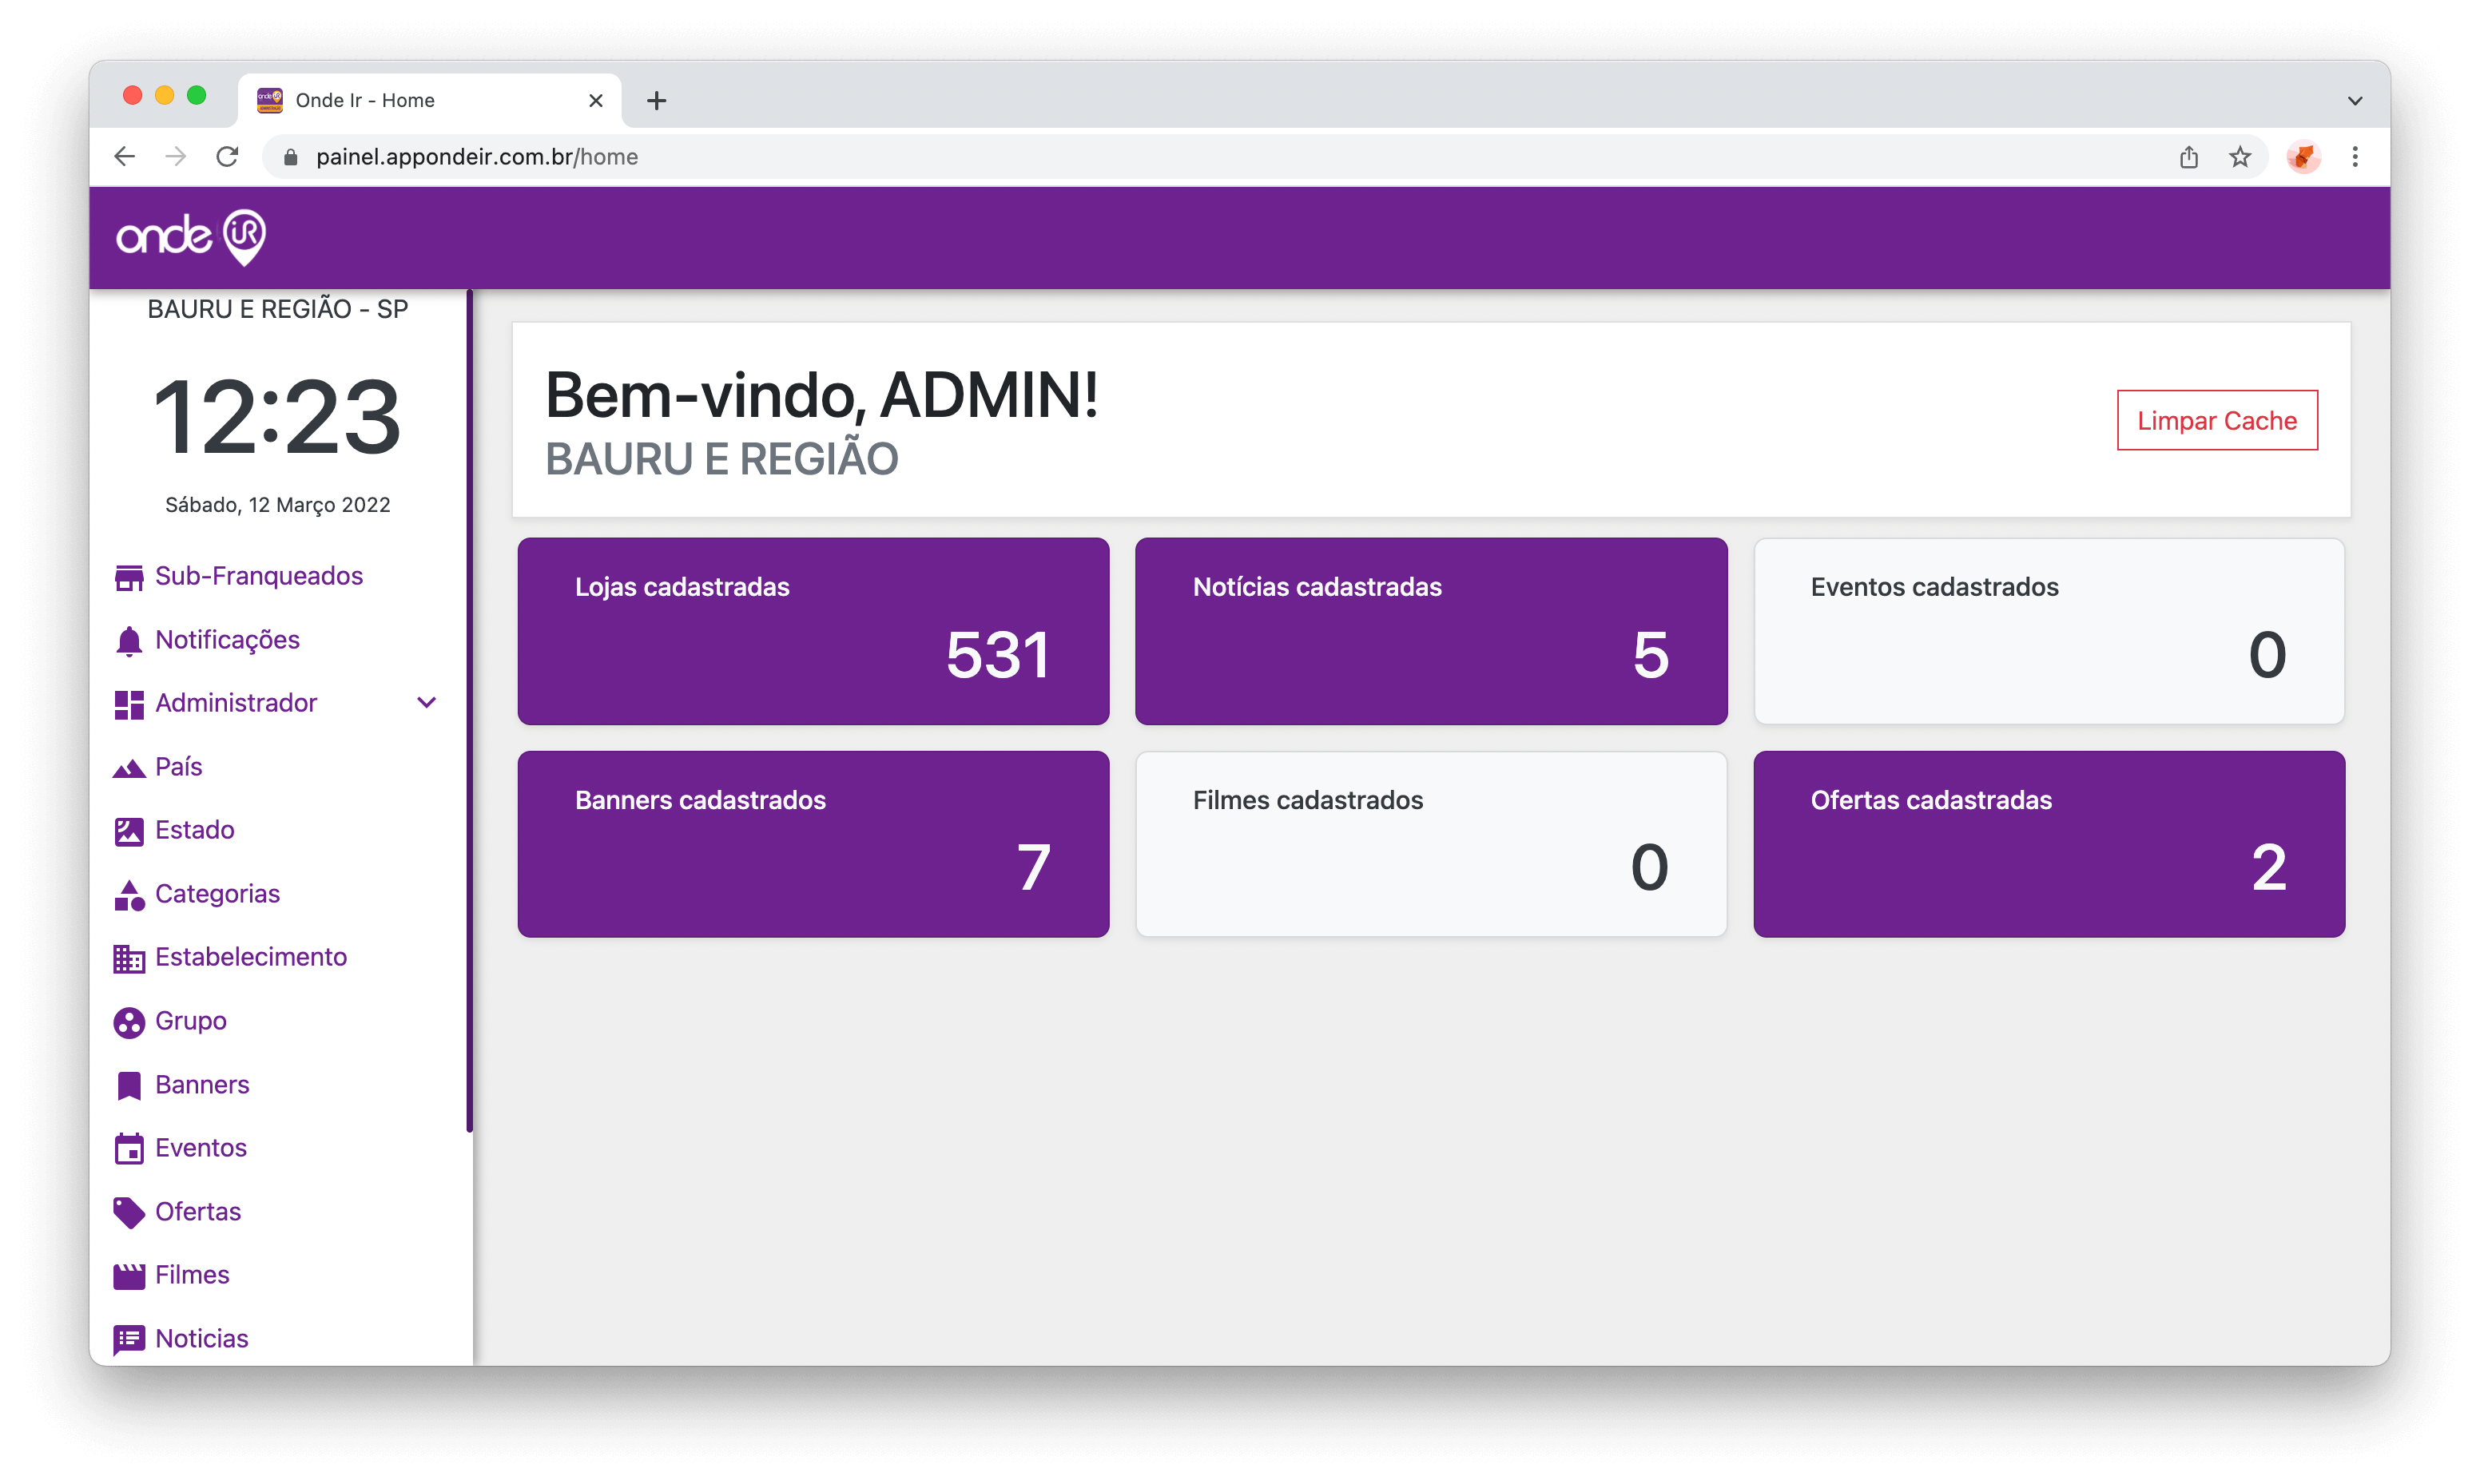 Onde Ir - Home
painel.appondeir.com.br/home
onde iR
BAURU E REGIÃO - SP
12:23
Sábado, 12 Março 2022
Sub-Franqueados
Notificações
Administrador
País
Estado
Categorias
Estabelecimento
Grupo
Banners
Eventos
Ofertas
Filmes
Noticias
Bem-vindo, ADMIN!
BAURU E REGIÃO
Limpar Cache
Lojas cadastradas
531
Notícias cadastradas
5
Eventos cadastrados
0
Banners cadastrados
7
Filmes cadastrados
0
Ofertas cadastradas
2